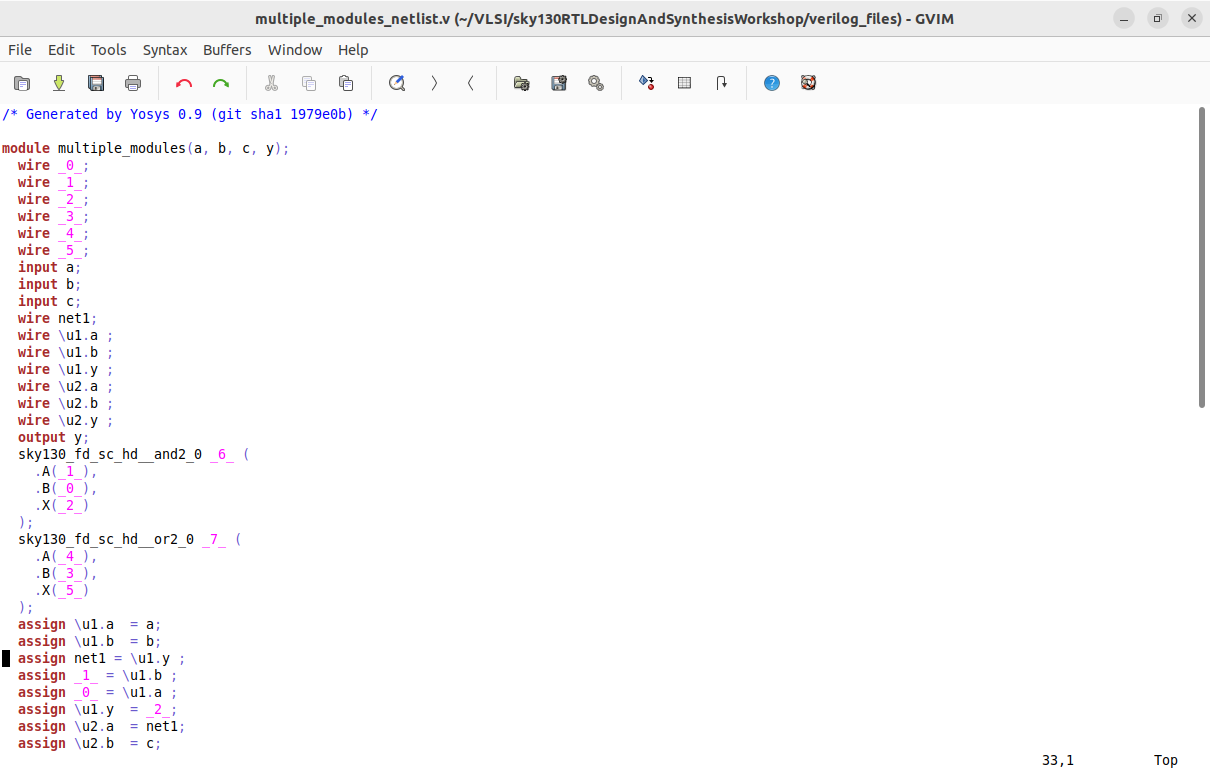 multiple_modules_netlist.v (~/VLSI/sky130RTLDesignAndSynthesisWorkshop/verilog_files) - GVIM
File Edit Tools Syntax Buffers Window Help
/* Generated by Yosys 0.9 (git sha1 1979e0b) */
module multiple_modules(a, b, c, y);
  wire _0_;
  wire _1_;
  wire _2_;
  wire _3_;
  wire _4_;
  wire _5_;
  input a;
  input b;
  input c;
  wire net1;
  wire \u1.a ;
  wire \u1.b ;
  wire \u1.y ;
  wire \u2.a ;
  wire \u2.b ;
  wire \u2.y ;
  output y;
  sky130_fd_sc_hd__and2_0 _6_ (
    .A(_1_),
    .B(_0_),
    .X(_2_)
  );
  sky130_fd_sc_hd__or2_0 _7_ (
    .A(_4_),
    .B(_3_),
    .X(_5_)
  );
  assign \u1.a  = a;
  assign \u1.b  = b;
  assign net1 = \u1.y ;
  assign _1_ = \u1.b ;
  assign _0_ = \u1.a ;
  assign \u1.y  = _2_;
  assign \u2.a  = net1;
  assign \u2.b  = c;
33,1 Top